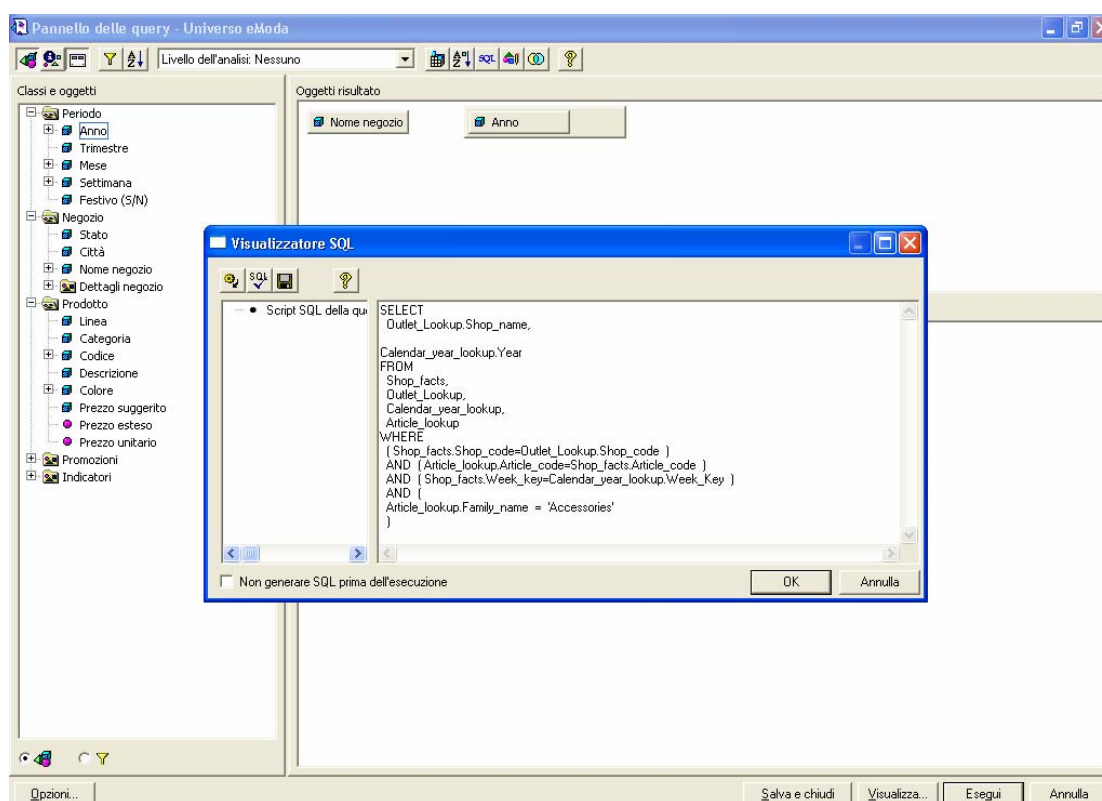 Pannello delle query - Universo eModa
Livello dell'analisi: Nessuno
SQL
Classi e oggetti
Periodo
Anno
Trimestre
Mese
Settimana
Festivo (S/N)
Negozio
Stato
Città
Nome negozio
Dettagli negozio
Prodotto
Linea
Categoria
Codice
Descrizione
Colore
Prezzo suggerito
Prezzo esteso
Prezzo unitario
Promozioni
Indicatori
Oggetti risultato
Nome negozio
Anno
Visualizzatore SQL
SQL
Script SQL della
SELECT
Outlet_Lookup.Shop_name,
Calendar_year_lookup.Year
FROM
Shop_facts,
Outlet_Lookup,
Calendar_year_lookup,
Article_lookup
WHERE
( Shop_facts.Shop_code=Outlet_Lookup.Shop_code )
AND ( Article_lookup.Article_code=Shop_facts.Article_code )
AND ( Shop_facts.Week_key=Calendar_year_lookup.Week_Key )
AND (
Article_lookup.Family_name = 'Accessories'
)
Non generare SQL prima dell'esecuzione
OK
Annulla
Opzioni...
Salva e chiudi
Visualizza...
Esegui
Annulla